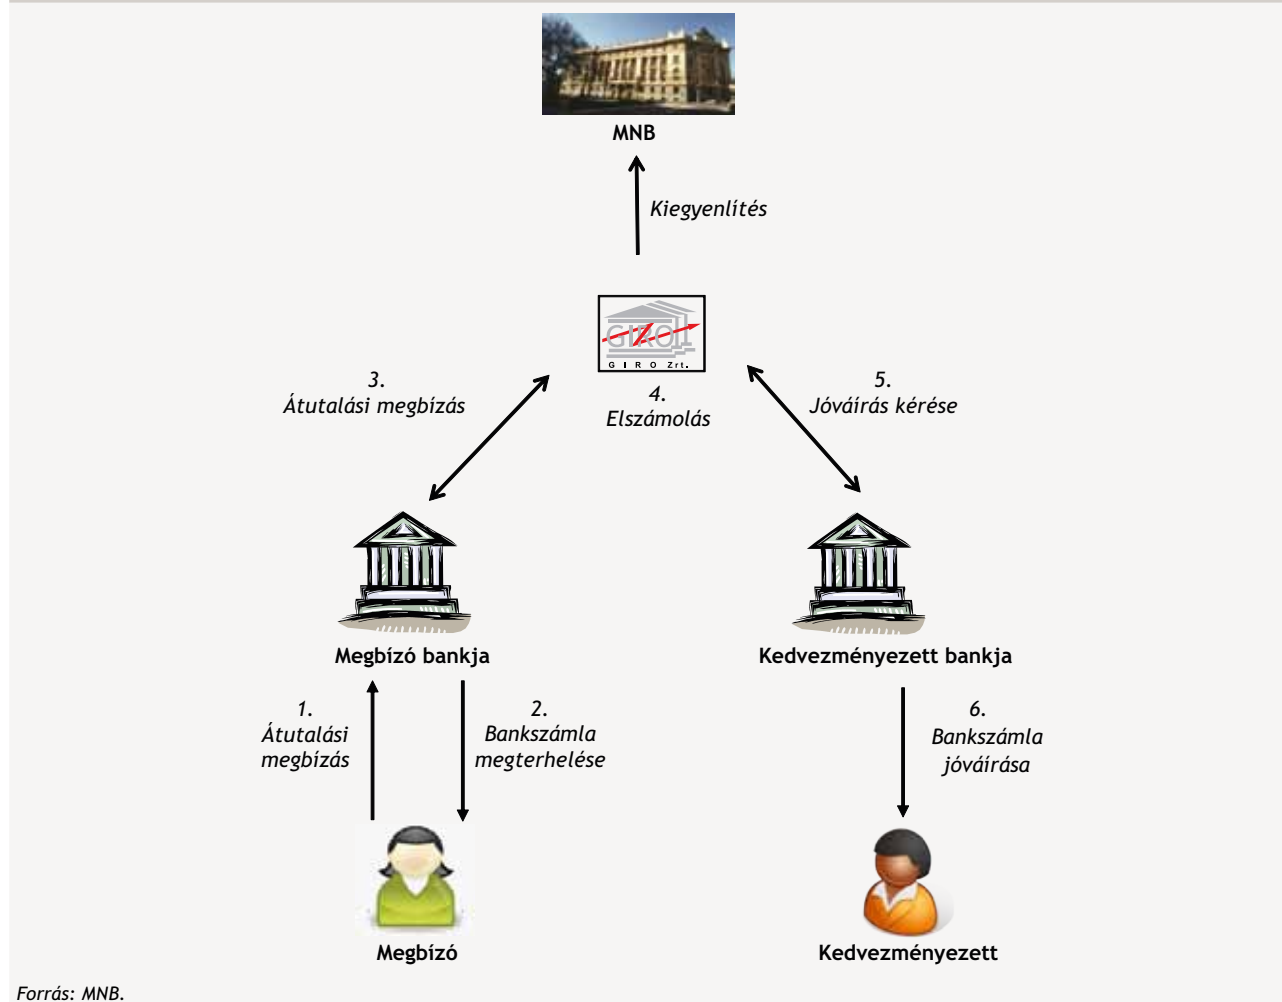 MNB
Kiegyenlítés
GIRO
GIRO Zrt.
3.
Átutalási megbízás
4.
Elszámolás
5.
Jóváírás kérése
Megbízó bankja
Kedvezményezett bankja
1.
Átutalási
megbízás
2.
Bankszámla
megterhelése
6.
Bankszámla
jóváírása
Megbízó
Kedvezményezett
Forrás: MNB.